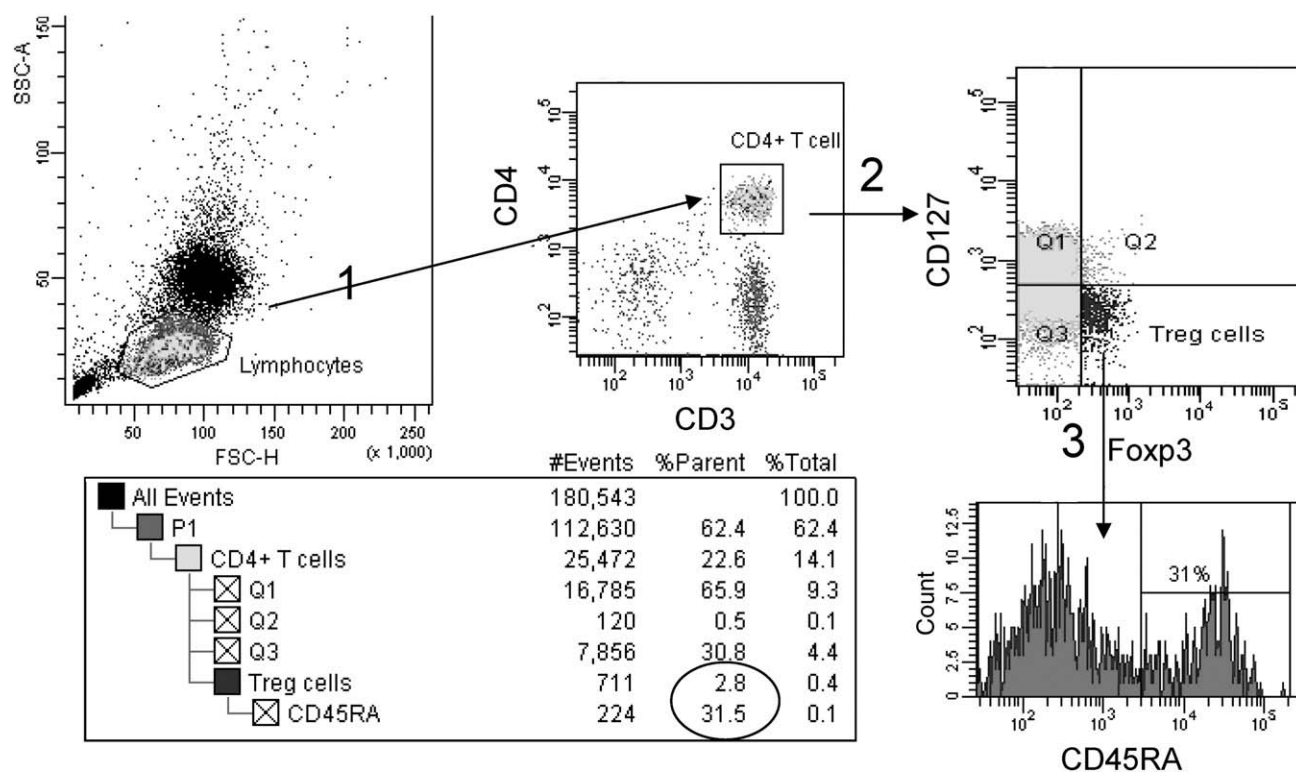 SSC-A
150
100
50
50 100 150 200 250
(x 1,000)
FSC-H
Lymphocytes
1
CD4
10^5
10^4
10^3
10^2
CD4+ T cell
10^2 10^3 10^4 10^5
CD3
2
CD127
10^5
10^4
10^3
10^2
Q1 Q2
Q3 Treg cells
10^2 10^3 10^4 10^5
Foxp3
3
#Events %Parent %Total
All Events 180,543 100.0
P1 112,630 62.4 62.4
CD4+ T cells 25,472 22.6 14.1
Q1 16,785 65.9 9.3
Q2 120 0.5 0.1
Q3 7,856 30.8 4.4
Treg cells 711 2.8 0.4
CD45RA 224 31.5 0.1
Count
12.5
10
7.5
5
2.5
0
31%
10^2 10^3 10^4 10^5
CD45RA